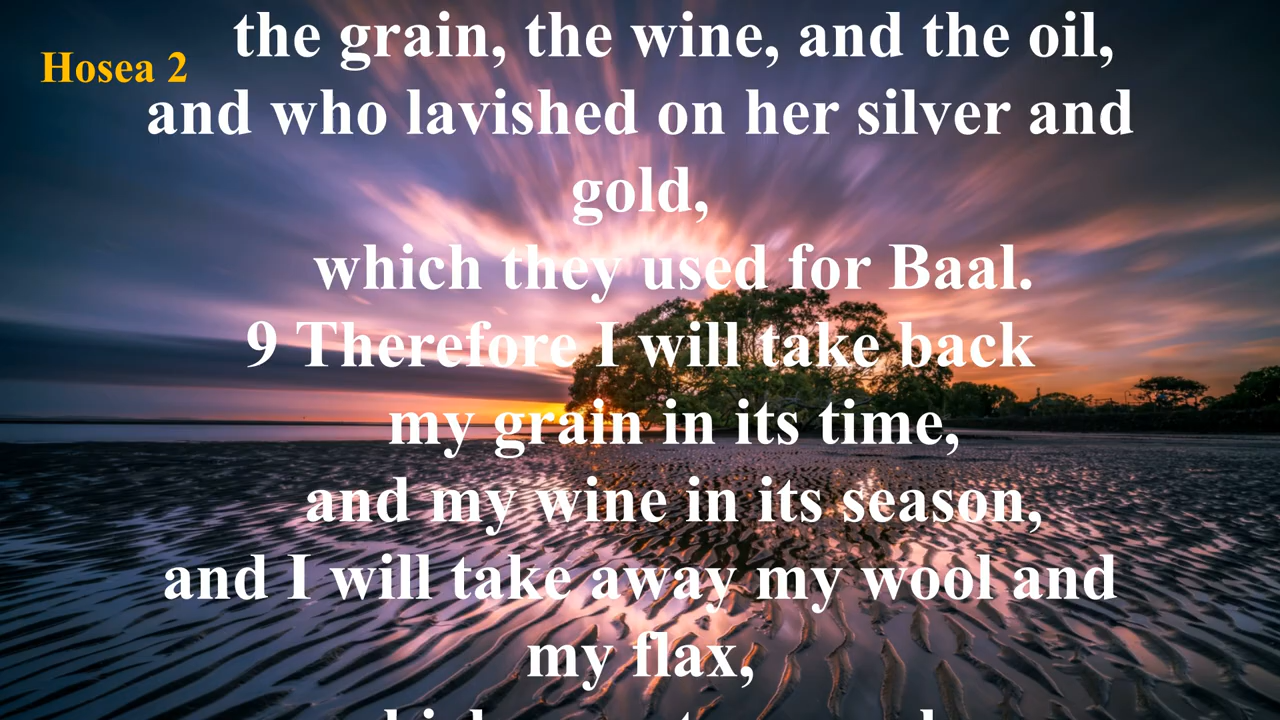 Hosea 2
the grain, the wine, and the oil,
and who lavished on her silver and
gold,
which they used for Baal.
9 Therefore I will take back
my grain in its time,
and my wine in its season,
and I will take away my wool and
my flax,